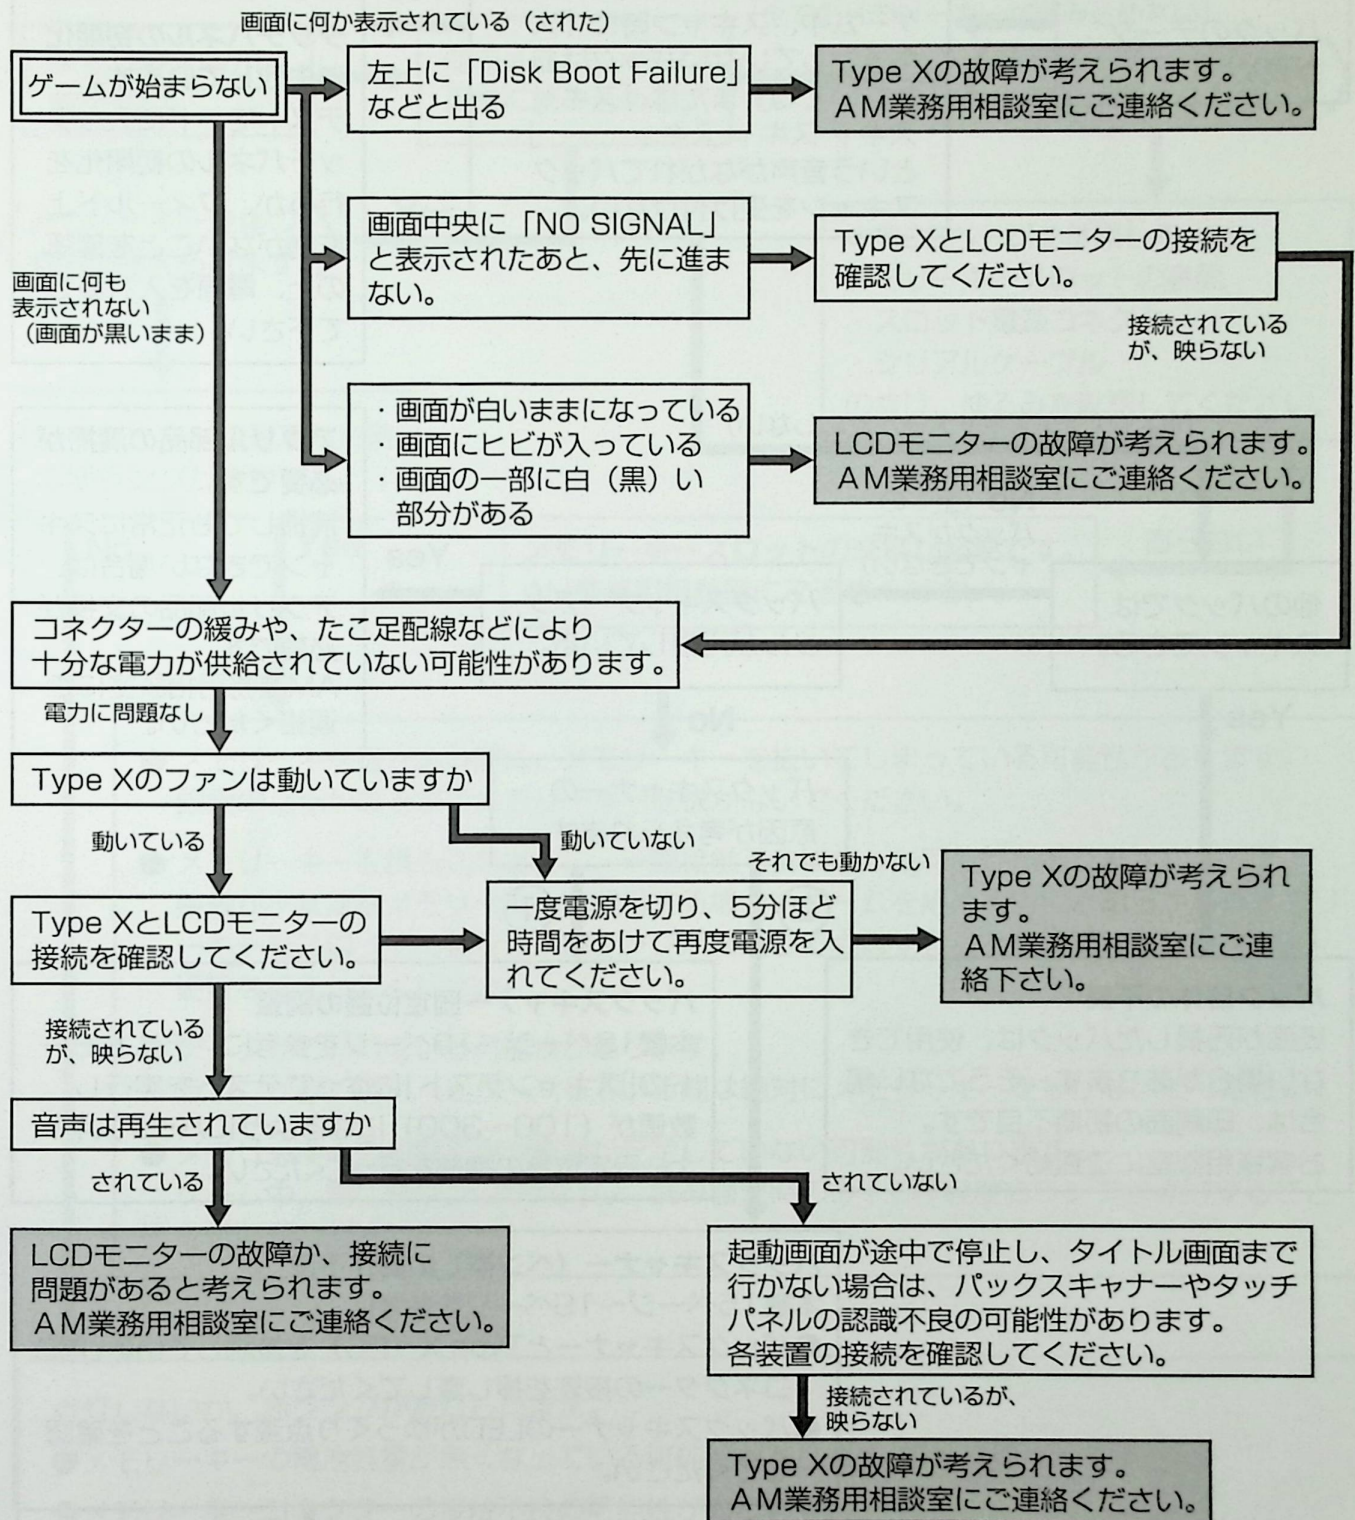 画面に何か表示されている（された）
ゲームが始まらない
左上に「Disk Boot Failure」
などと出る
Type Xの故障が考えられます。
AM業務用相談室にご連絡ください。
画面中央に「NO SIGNAL」
と表示されたあと、先に進ま
ない。
Type XとLCDモニターの接続を
確認してください。
画面に何も
表示されない
（画面が黒いまま）
接続されている
が、映らない
・画面が白いままになっている
・画面にヒビが入っている
・画面の一部に白（黒）い
部分がある
LCDモニターの故障が考えられます。
AM業務用相談室にご連絡ください。
コネクターの緩みや、たこ足配線などにより
十分な電力が供給されていない可能性があります。
電力に問題なし
Type Xのファンは動いていますか
動いている
動いていない
それでも動かない
Type XとLCDモニターの
接続を確認してください。
一度電源を切り、5分ほど
時間をあけて再度電源を入
れてください。
Type Xの故障が考えられ
ます。
AM業務用相談室にご連
絡下さい。
接続されている
が、映らない
音声は再生されていますか
されている
されていない
LCDモニターの故障か、接続に
問題があると考えられます。
AM業務用相談室にご連絡ください。
起動画面が途中で停止し、タイトル画面まで
行かない場合は、パックスキャナーやタッチ
パネルの認識不良の可能性があります。
各装置の接続を確認してください。
接続されているが、
映らない
Type Xの故障が考えられます。
AM業務用相談室にご連絡ください。